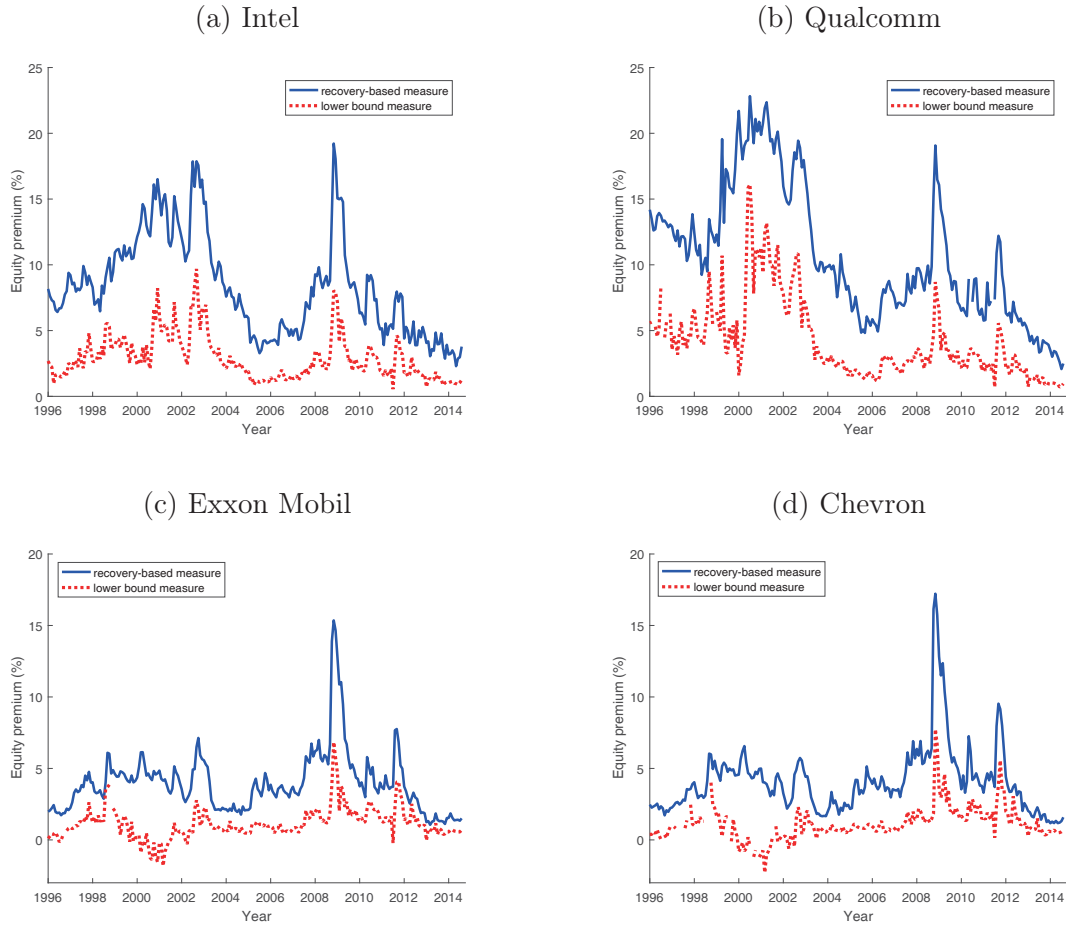 (a) Intel
25
20
15
10
5
0
Equity premium (%)
recovery-based measure
lower bound measure
1996 1998 2000 2002 2004 2006 2008 2010 2012 2014
Year
(b) Qualcomm
25
20
15
10
5
0
Equity premium (%)
recovery-based measure
lower bound measure
1996 1998 2000 2002 2004 2006 2008 2010 2012 2014
Year
(c) Exxon Mobil
20
15
10
5
0
Equity premium (%)
recovery-based measure
lower bound measure
1996 1998 2000 2002 2004 2006 2008 2010 2012 2014
Year
(d) Chevron
20
15
10
5
0
Equity premium (%)
recovery-based measure
lower bound measure
1996 1998 2000 2002 2004 2006 2008 2010 2012 2014
Year